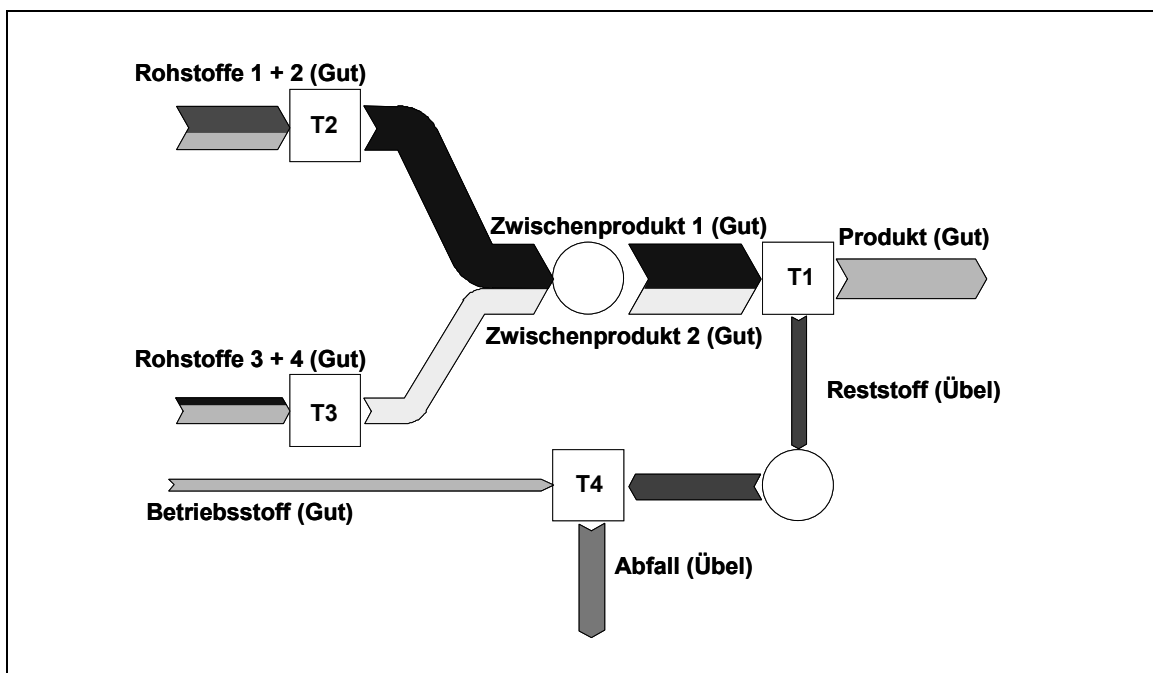 Rohstoffe 1 + 2 (Gut)
T2
Zwischenprodukt 1 (Gut)
Produkt (Gut)
T1
Zwischenprodukt 2 (Gut)
Rohstoffe 3 + 4 (Gut)
T3
Reststoff (Übel)
T4
Betriebsstoff (Gut)
Abfall (Übel)